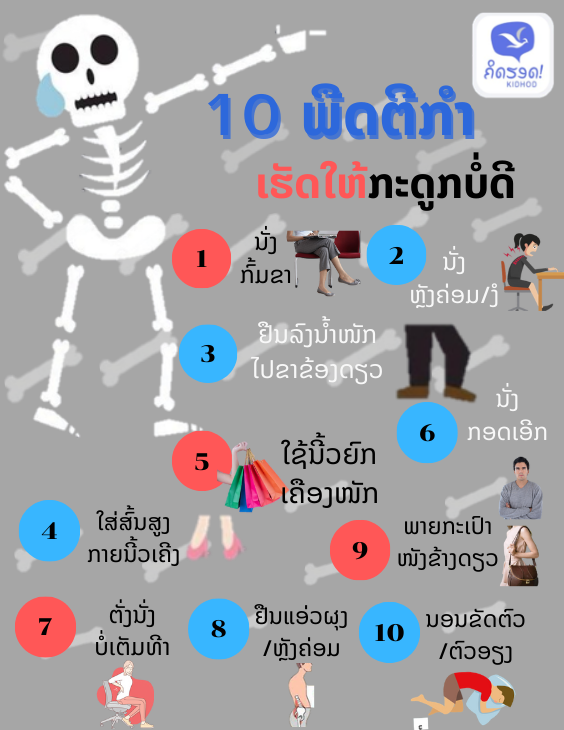 ຄິດຮອດ!
KIDHOD
10 ພຶດຕິກຳ
ເຮັດໃຫ້ກະດູກບໍ່ດີ
1
ນັ່ງ
ກົ້ມຂາ
2
ນັ່ງ
ຫຼັງຄ່ອມ/ງໍ
3
ຢືນລົງນ້ຳໜັກ
ໄປຂາຂ້ອງດຽວ
6
ນັ່ງ
ກອດເອິກ
5
ໃຊ້ນິ້ວຍົກ
ເຄືອງໜັກ
4
ໃສ່ສົ້ນສູງ
ກາຍນິ້ວເຄີງ
9
ພາຍກະເປົາ
ໜັງຂ້າງດຽວ
7
ຕັ່ງນັ່ງ
ບໍ່ເຕັມທີາ
8
ຢືນແອ່ວຜຸງ
/ຫຼັງຄ່ອມ
10
ນອນຂັດຕົວ
/ຕົວອຽງ